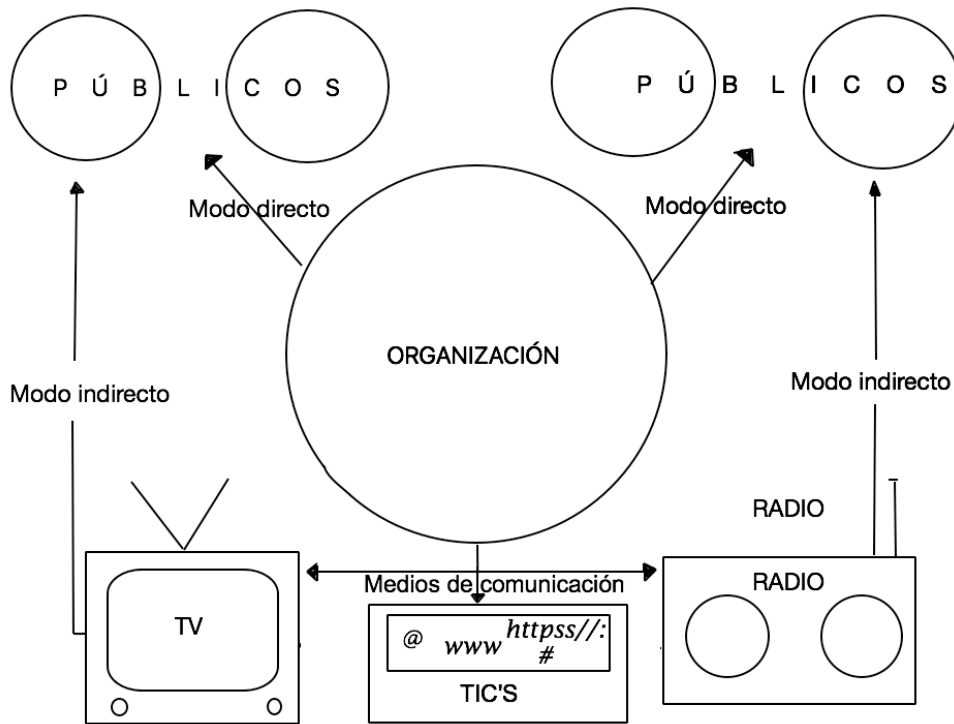 P Ú B L I C O S
P Ú B L I C O S
Modo directo
Modo directo
ORGANIZACIÓN
Modo indirecto
Modo indirecto
RADIO
Medios de comunicación
RADIO
TV
@ www httpss//:
#
TIC'S